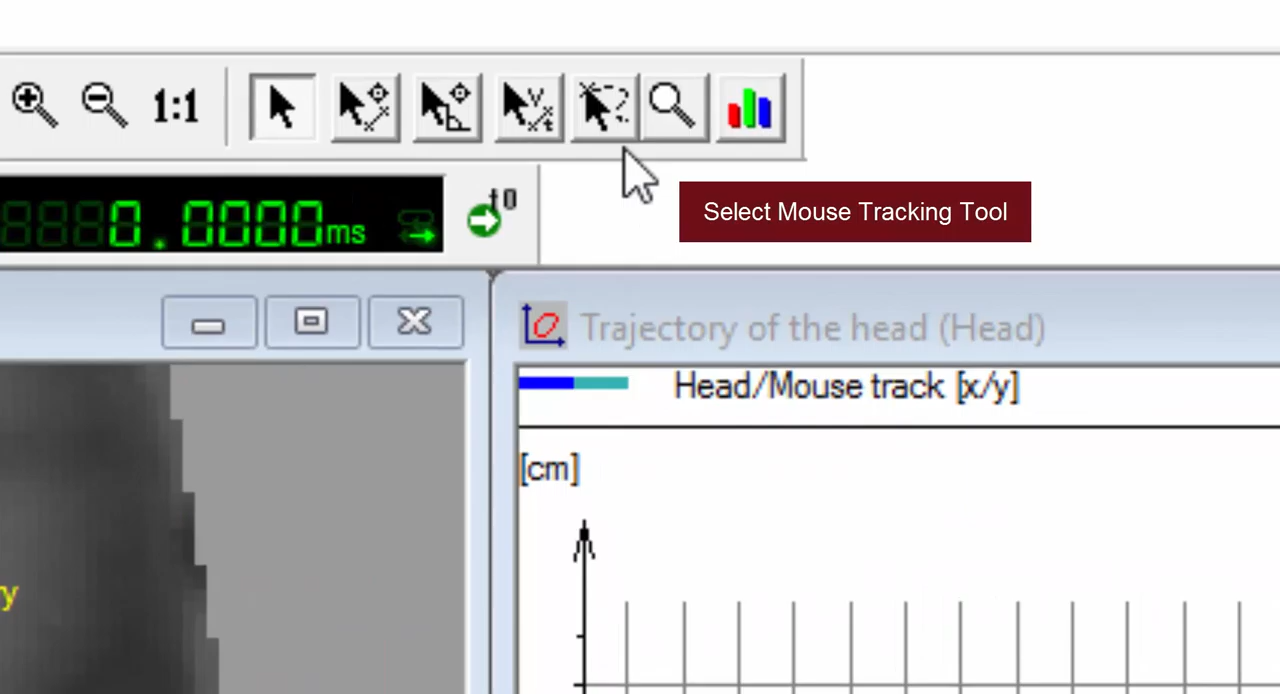 1:1
V
x
t
?
0.0000ms
t0
Select Mouse Tracking Tool
Trajectory of the head (Head)
Head/Mouse track [x/y]
[cm]
y